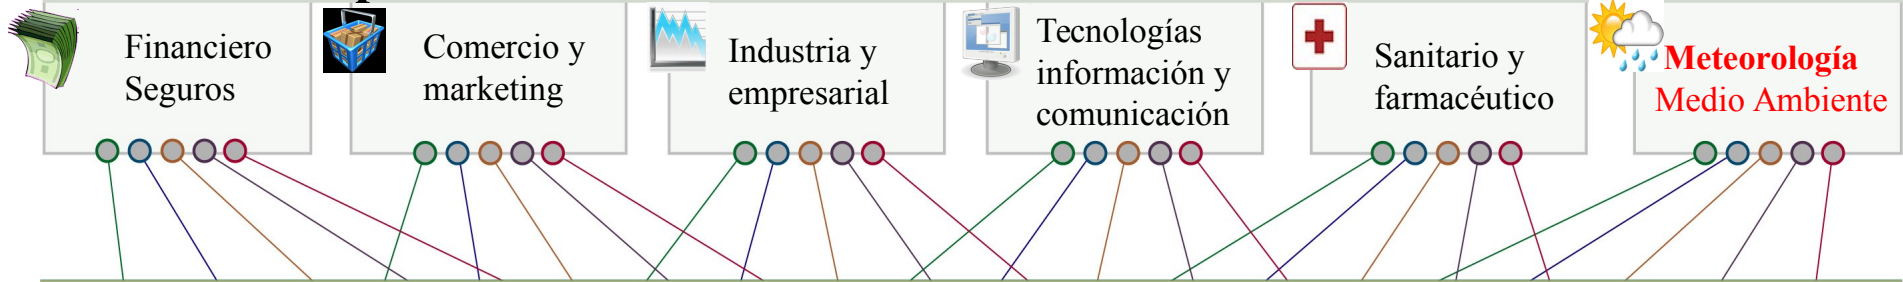 Financiero
Seguros
Comercio y
marketing
Industria y
empresarial
Tecnologías
información y
comunicación
Sanitario y
farmacéutico
Meteorología
Medio Ambiente